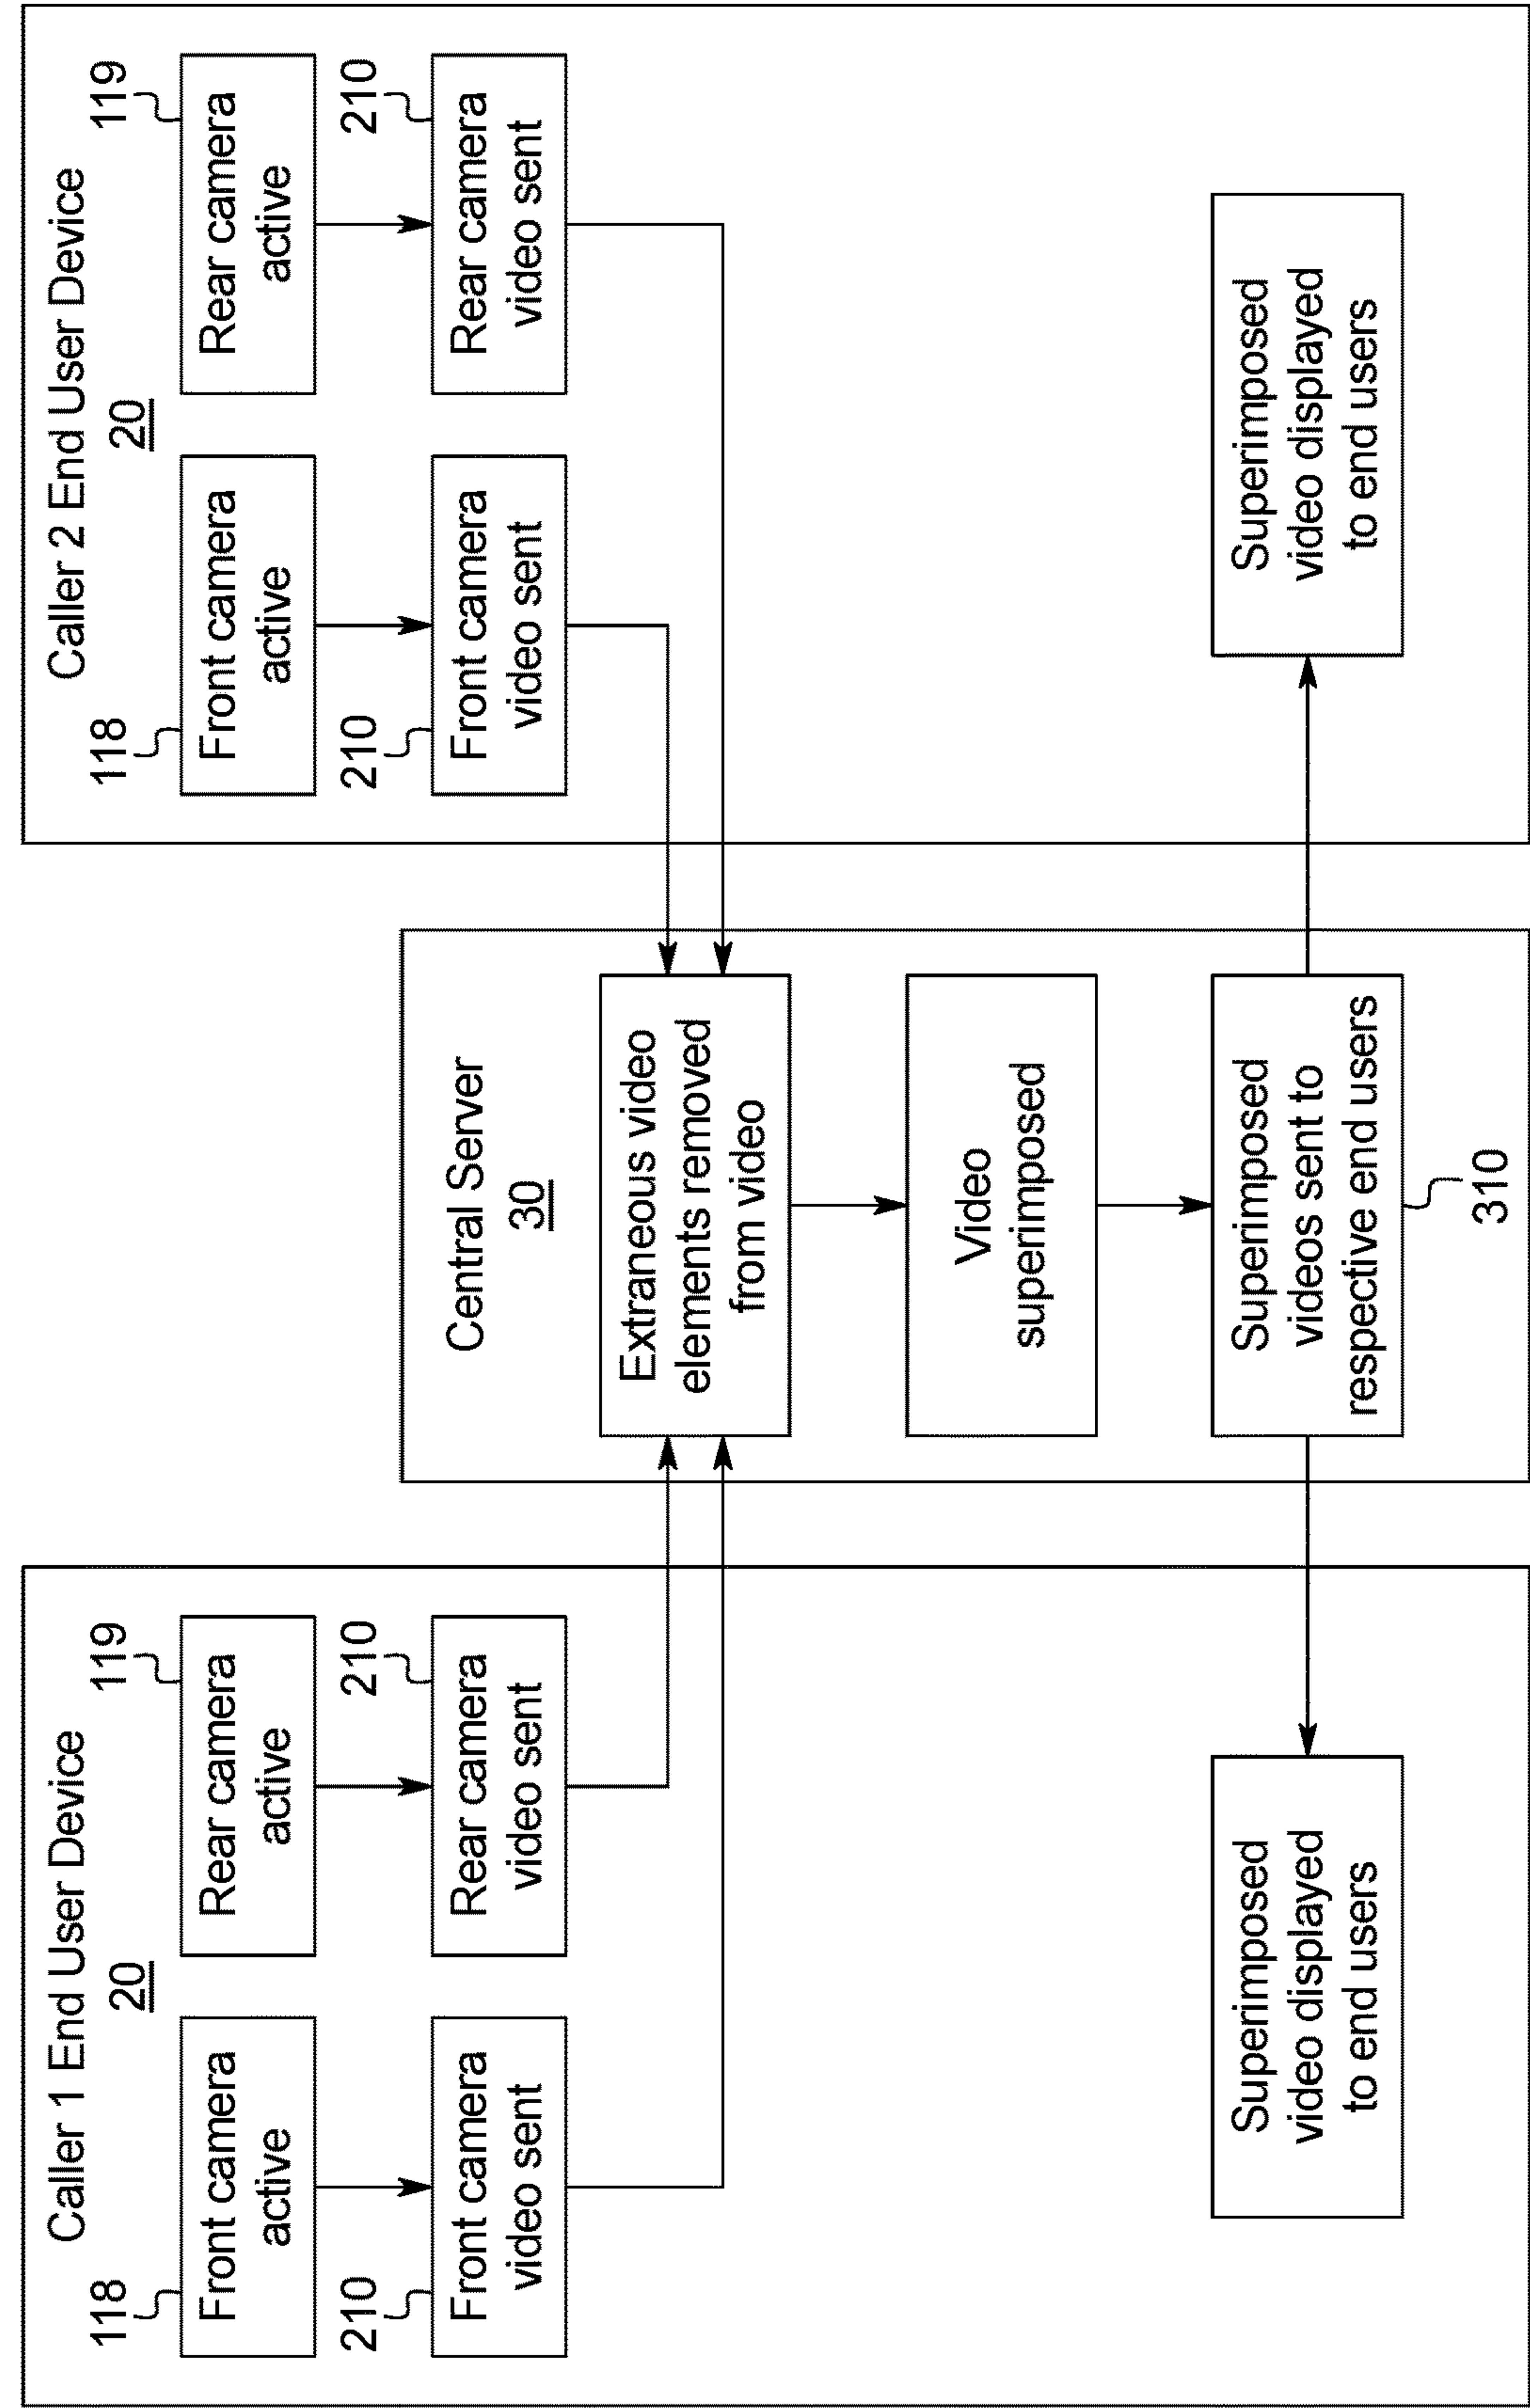 Caller 1 End User Device
20
118
Front camera
active
119
Rear camera
active
210
Front camera
video sent
210
Rear camera
video sent
Superimposed
video displayed
to end users
Central Server
30
Extraneous video
elements removed
from video
Video
superimposed
Superimposed
videos sent to
respective end users
310
Caller 2 End User Device
20
118
Front camera
active
119
Rear camera
active
210
Front camera
video sent
210
Rear camera
video sent
Superimposed
video displayed
to end users